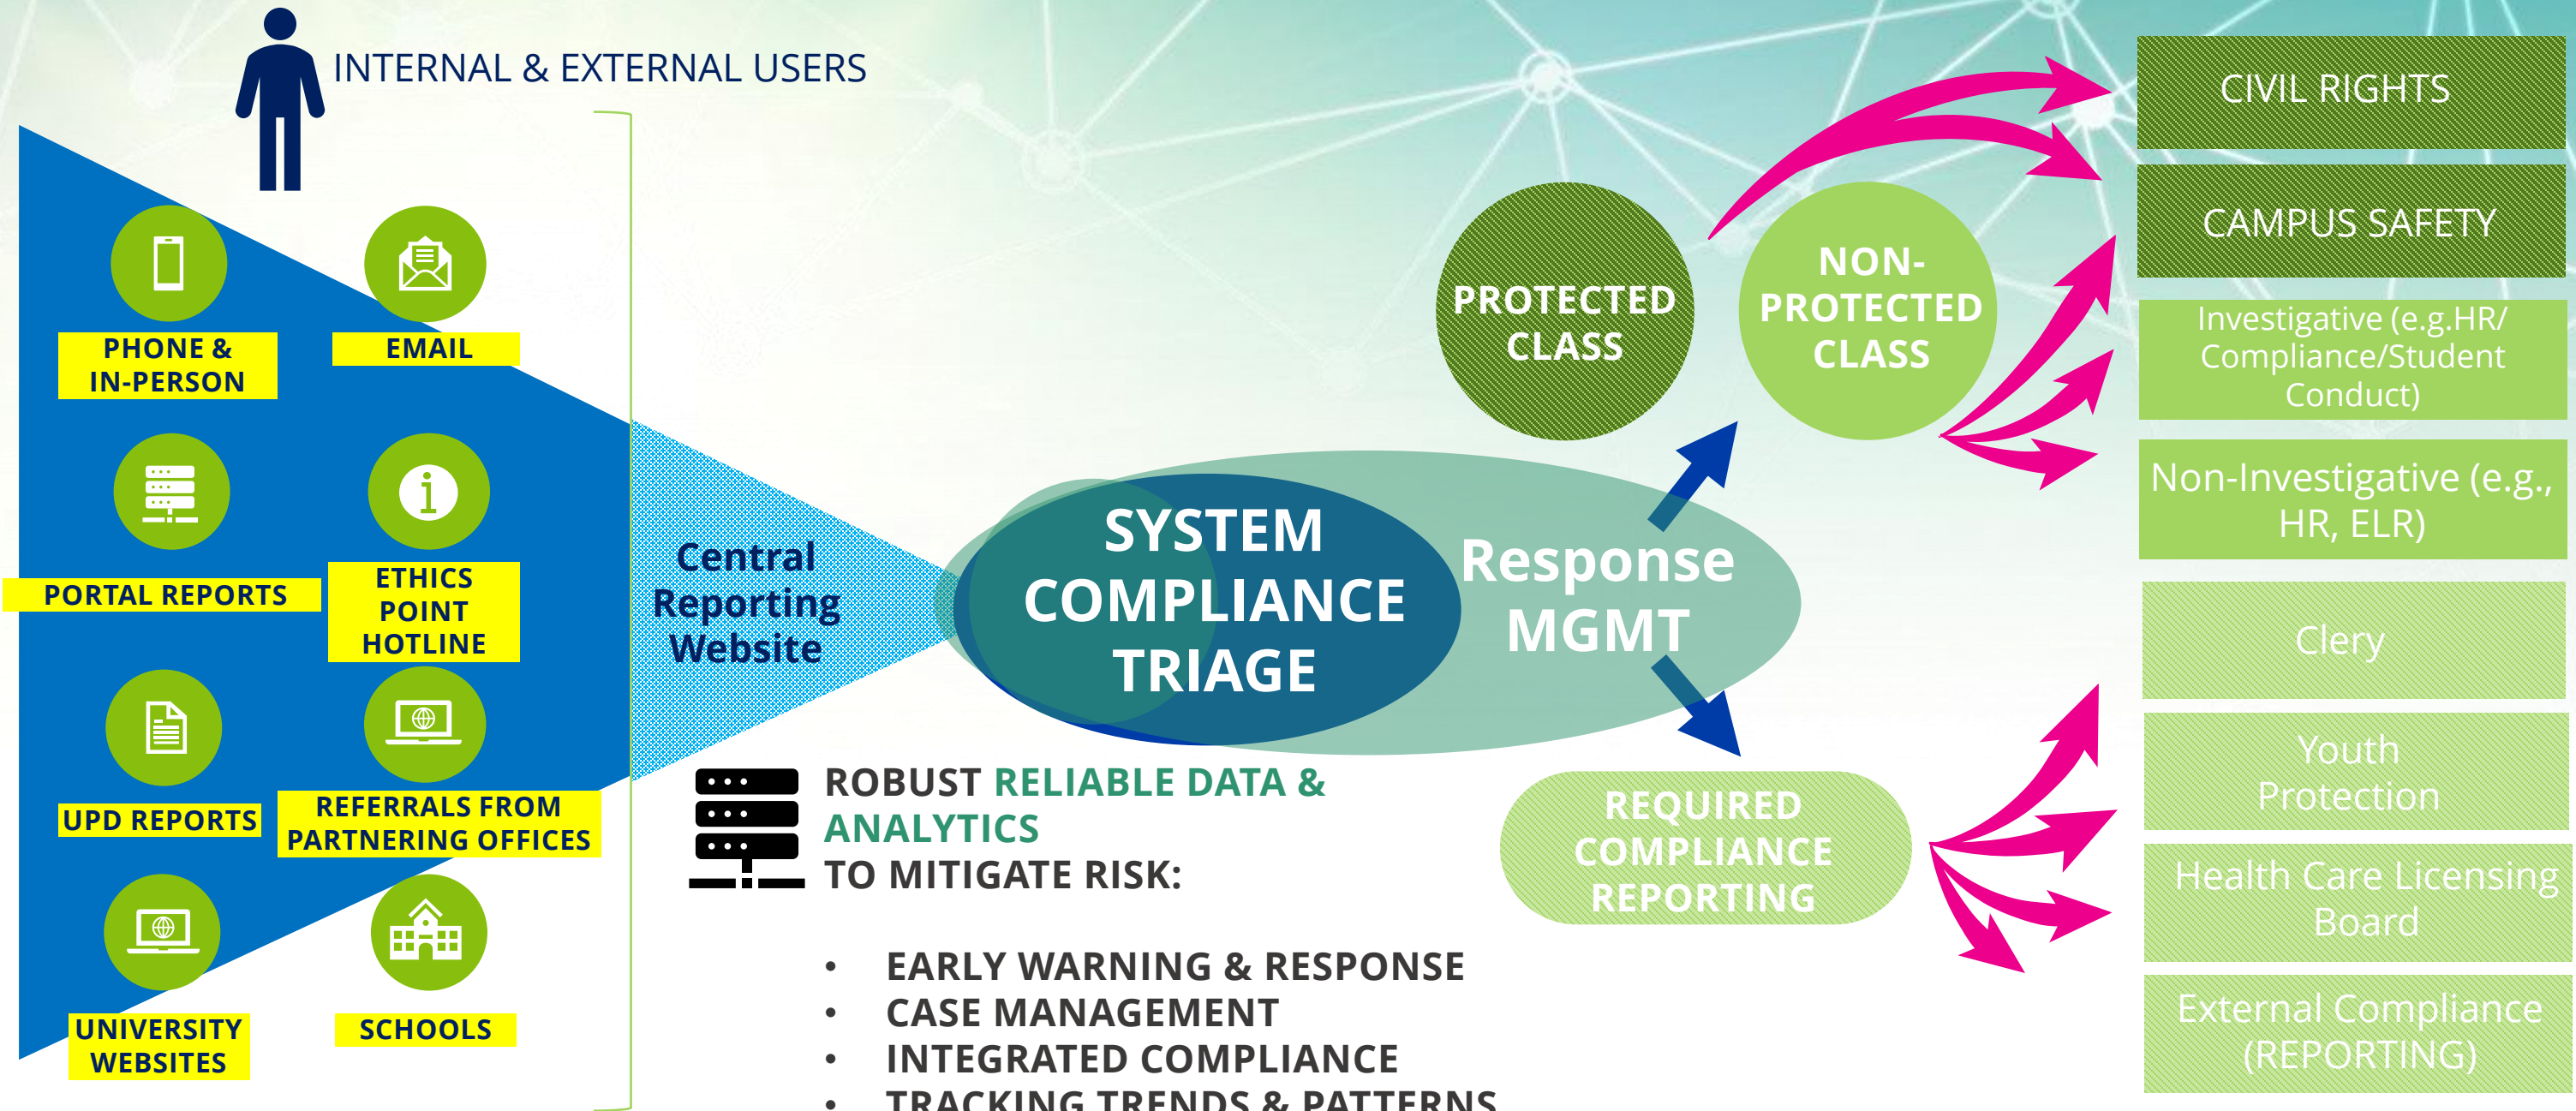 INTERNAL & EXTERNAL USERS
PHONE &
IN-PERSON
EMAIL
PORTAL REPORTS
ETHICS
POINT
HOTLINE
UPD REPORTS
REFERRALS FROM
PARTNERING OFFICES
UNIVERSITY
WEBSITES
SCHOOLS
Central
Reporting
Website
SYSTEM
COMPLIANCE
TRIAGE
Response
MGMT
ROBUST RELIABLE DATA &
ANALYTICS
TO MITIGATE RISK:
• EARLY WARNING & RESPONSE
• CASE MANAGEMENT
• INTEGRATED COMPLIANCE
• TRACKING TRENDS & PATTERNS
PROTECTED
CLASS
NON-
PROTECTED
CLASS
REQUIRED
COMPLIANCE
REPORTING
CIVIL RIGHTS
CAMPUS SAFETY
Investigative (e.g.HR/
Compliance/Student
Conduct)
Non-Investigative (e.g.,
HR, ELR)
Clery
Youth
Protection
Health Care Licensing
Board
External Compliance
(REPORTING)